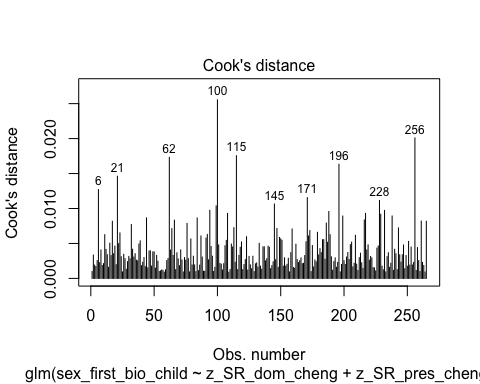 Cook's distance
100
256
115
62
196
21
6
228
171
145
Cook's distance
0.000
0.010
0.020
0 50 100 150 200 250
Obs. number
glm(sex_first_bio_child ~ z_SR_dom_cheng + z_SR_pres_cheng